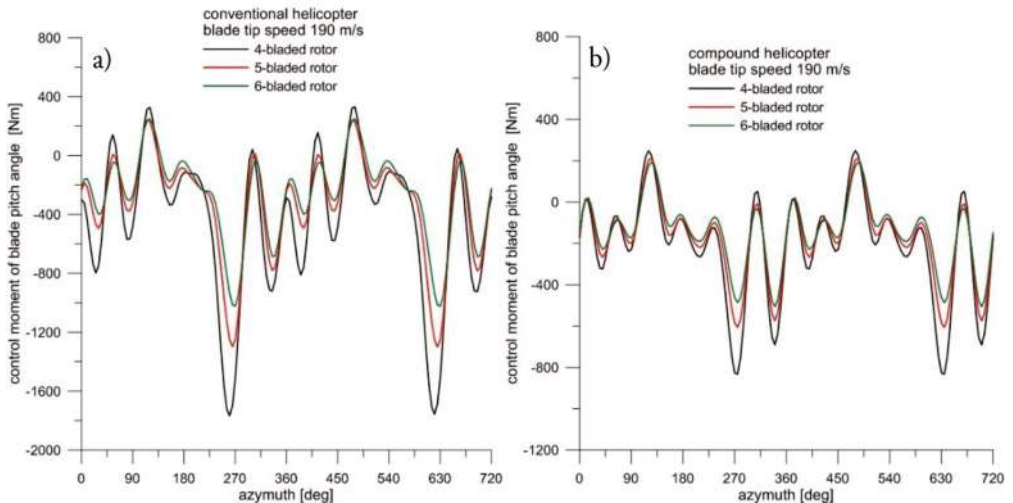 conventional helicopter
blade tip speed 190 m/s
4-bladed rotor
5-bladed rotor
6-bladed rotor
a)
800
400
0
-400
-800
-1200
-1600
-2000
control moment of blade pitch angle [Nm]
0 90 180 270 360 450 540 630 720
azymuth [deg]
compound helicopter
blade tip speed 190 m/s
4-bladed rotor
5-bladed rotor
6-bladed rotor
b)
800
400
0
-400
-800
-1200
control moment of blade pitch angle [Nm]
0 90 180 270 360 450 540 630 720
azymuth [deg]